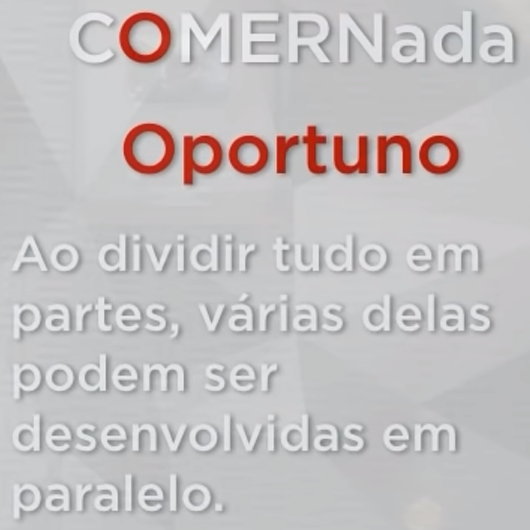 COMERNada
Oportuno
Ao dividir tudo em
partes, várias delas
podem ser
desenvolvidas em
paralelo.